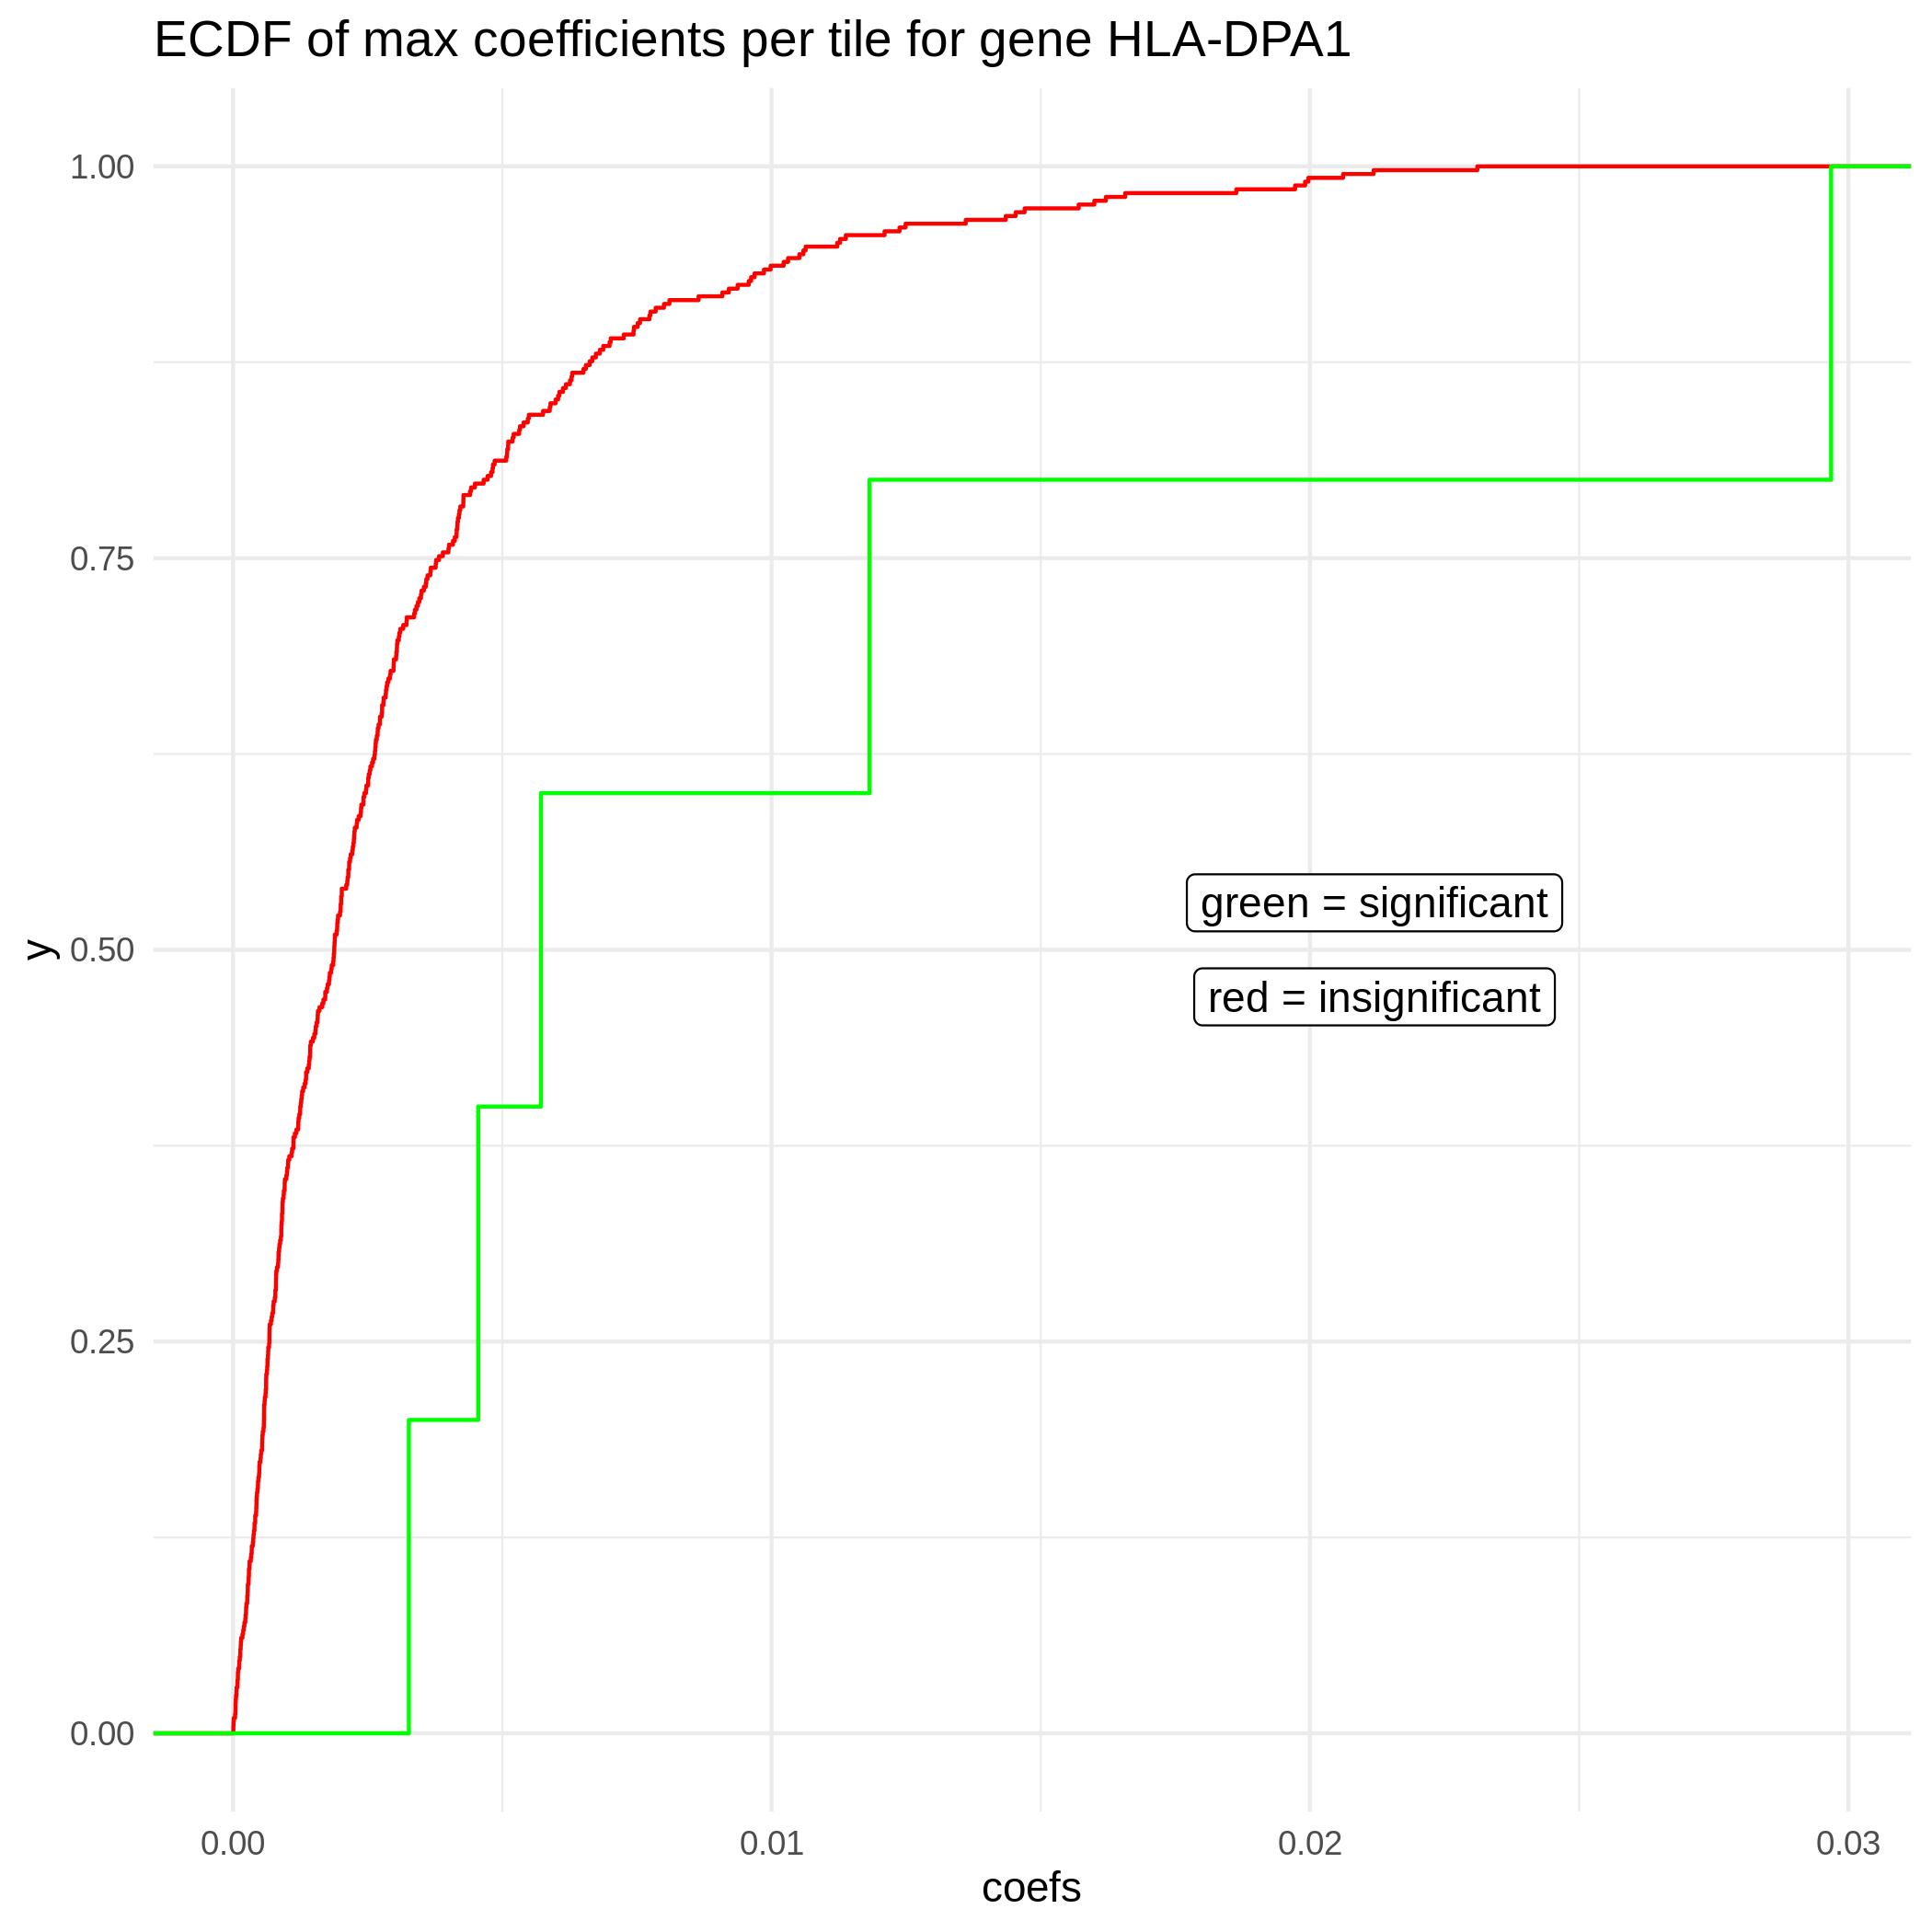 ECDF of max coefficients per tile for gene HLA-DPA1
1.00
0.75
0.50
0.25
0.00
y
green = significant
red = insignificant
0.00 0.01 0.02 0.03
coefs